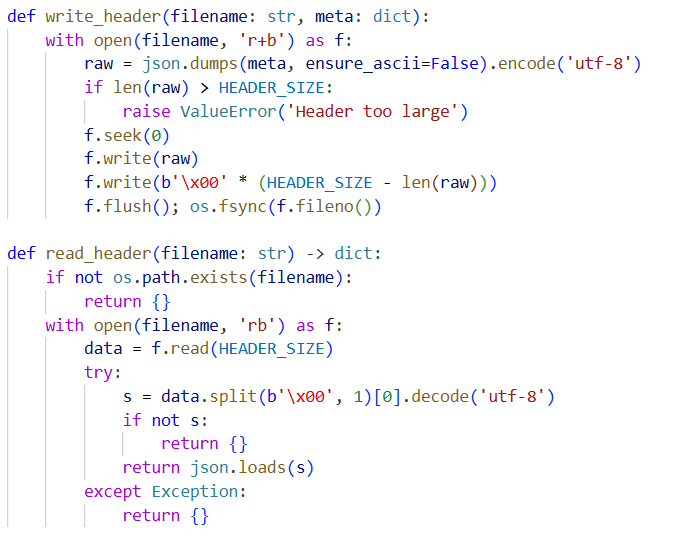 def write_header(filename: str, meta: dict):
    with open(filename, 'r+b') as f:
        raw = json.dumps(meta, ensure_ascii=False).encode('utf-8')
        if len(raw) > HEADER_SIZE:
            raise ValueError('Header too large')
        f.seek(0)
        f.write(raw)
        f.write(b'\x00' * (HEADER_SIZE - len(raw)))
        f.flush(); os.fsync(f.fileno())

def read_header(filename: str) -> dict:
    if not os.path.exists(filename):
        return {}
    with open(filename, 'rb') as f:
        data = f.read(HEADER_SIZE)
        try:
            s = data.split(b'\x00', 1)[0].decode('utf-8')
            if not s:
                return {}
            return json.loads(s)
        except Exception:
            return {}